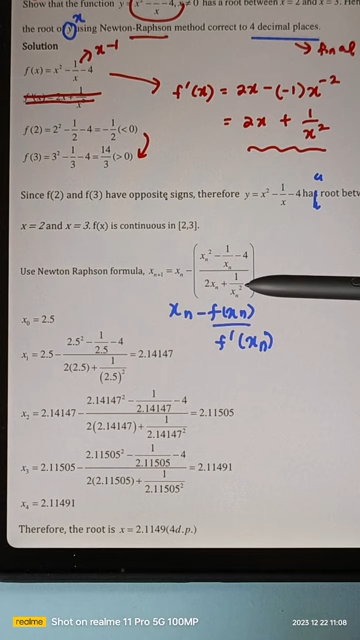 Show that the function y = x² − 1/x − 4, x ≠ 0 has a root between x = 2 and x = 3.
x
the root of y using Newton-Raphson method correct to 4 decimal places.
Solution
→ final
f(x) = x² − 1/x − 4
→ x⁻¹
f'(x) = 2x − (−1)x⁻²
= 2x + 1/x²
f(2) = 2² − 1/2 − 4 = −1/2 (<0)
f(3) = 3² − 1/3 − 4 = 14/3 (>0)
a
Since f(2) and f(3) have opposite signs, therefore y = x² − 1/x − 4 has root
x = 2 and x = 3. f(x) is continuous in [2,3].
Use Newton Raphson formula, xₙ₊₁ = xₙ − ( (xₙ² − 1/xₙ − 4) / (2xₙ + 1/xₙ²) )
xₙ − f(xₙ) / f'(xₙ)
x₀ = 2.5
x₁ = 2.5 − (2.5² − 1/2.5 − 4) / (2(2.5) + 1/(2.5)²) = 2.14147
x₂ = 2.14147 − (2.14147² − 1/2.14147 − 4) / (2(2.14147) + 1/2.14147²) = 2.11505
x₃ = 2.11505 − (2.11505² − 1/2.11505 − 4) / (2(2.11505) + 1/2.11505²) = 2.11491
x₄ = 2.11491
Therefore, the root is x = 2.1149(4d.p.)
realme Shot on realme 11 Pro 5G 100MP 2023 12 22 11:08